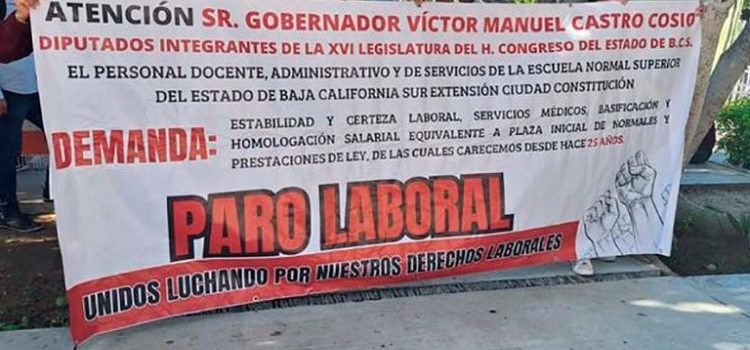 ATENCIÓN SR. GOBERNADOR VÍCTOR MANUEL CASTRO COSIO
DIPUTADOS INTEGRANTES DE LA XVI LEGISLATURA DEL H. CONGRESO DEL ESTADO DE B.C.S.
EL PERSONAL DOCENTE, ADMINISTRATIVO Y DE SERVICIOS DE LA ESCUELA NORMAL SUPERIOR
DEL ESTADO DE BAJA CALIFORNIA SUR EXTENSIÓN CIUDAD CONSTITUCIÓN
DEMANDA:
ESTABILIDAD Y CERTEZA LABORAL, SERVICIOS MÉDICOS, BASIFICACIÓN Y
HOMOLOGACIÓN SALARIAL EQUIVALENTE A PLAZA INICIAL DE NORMALES Y
PRESTACIONES DE LEY, DE LAS CUALES CARECEMOS DESDE HACE 25 AÑOS.
PARO LABORAL
UNIDOS LUCHANDO POR NUESTROS DERECHOS LABORALES